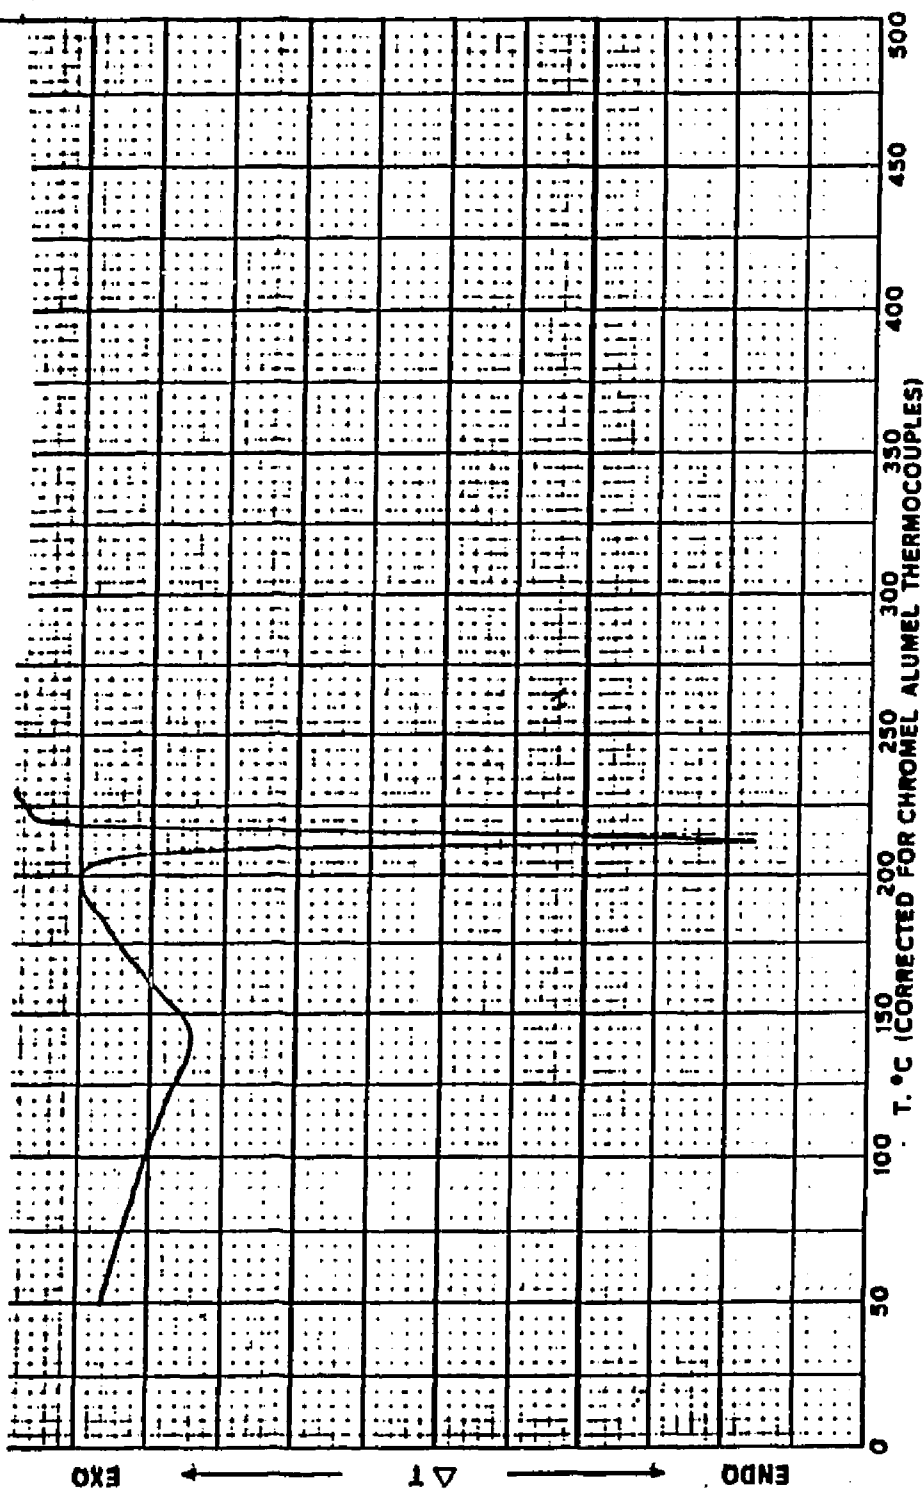 EXO
ΔT
ENDO
0 50 100 150 200 250 300 350 400 450 500
T. °C (CORRECTED FOR CHROMEL ALUMEL THERMOCOUPLES)